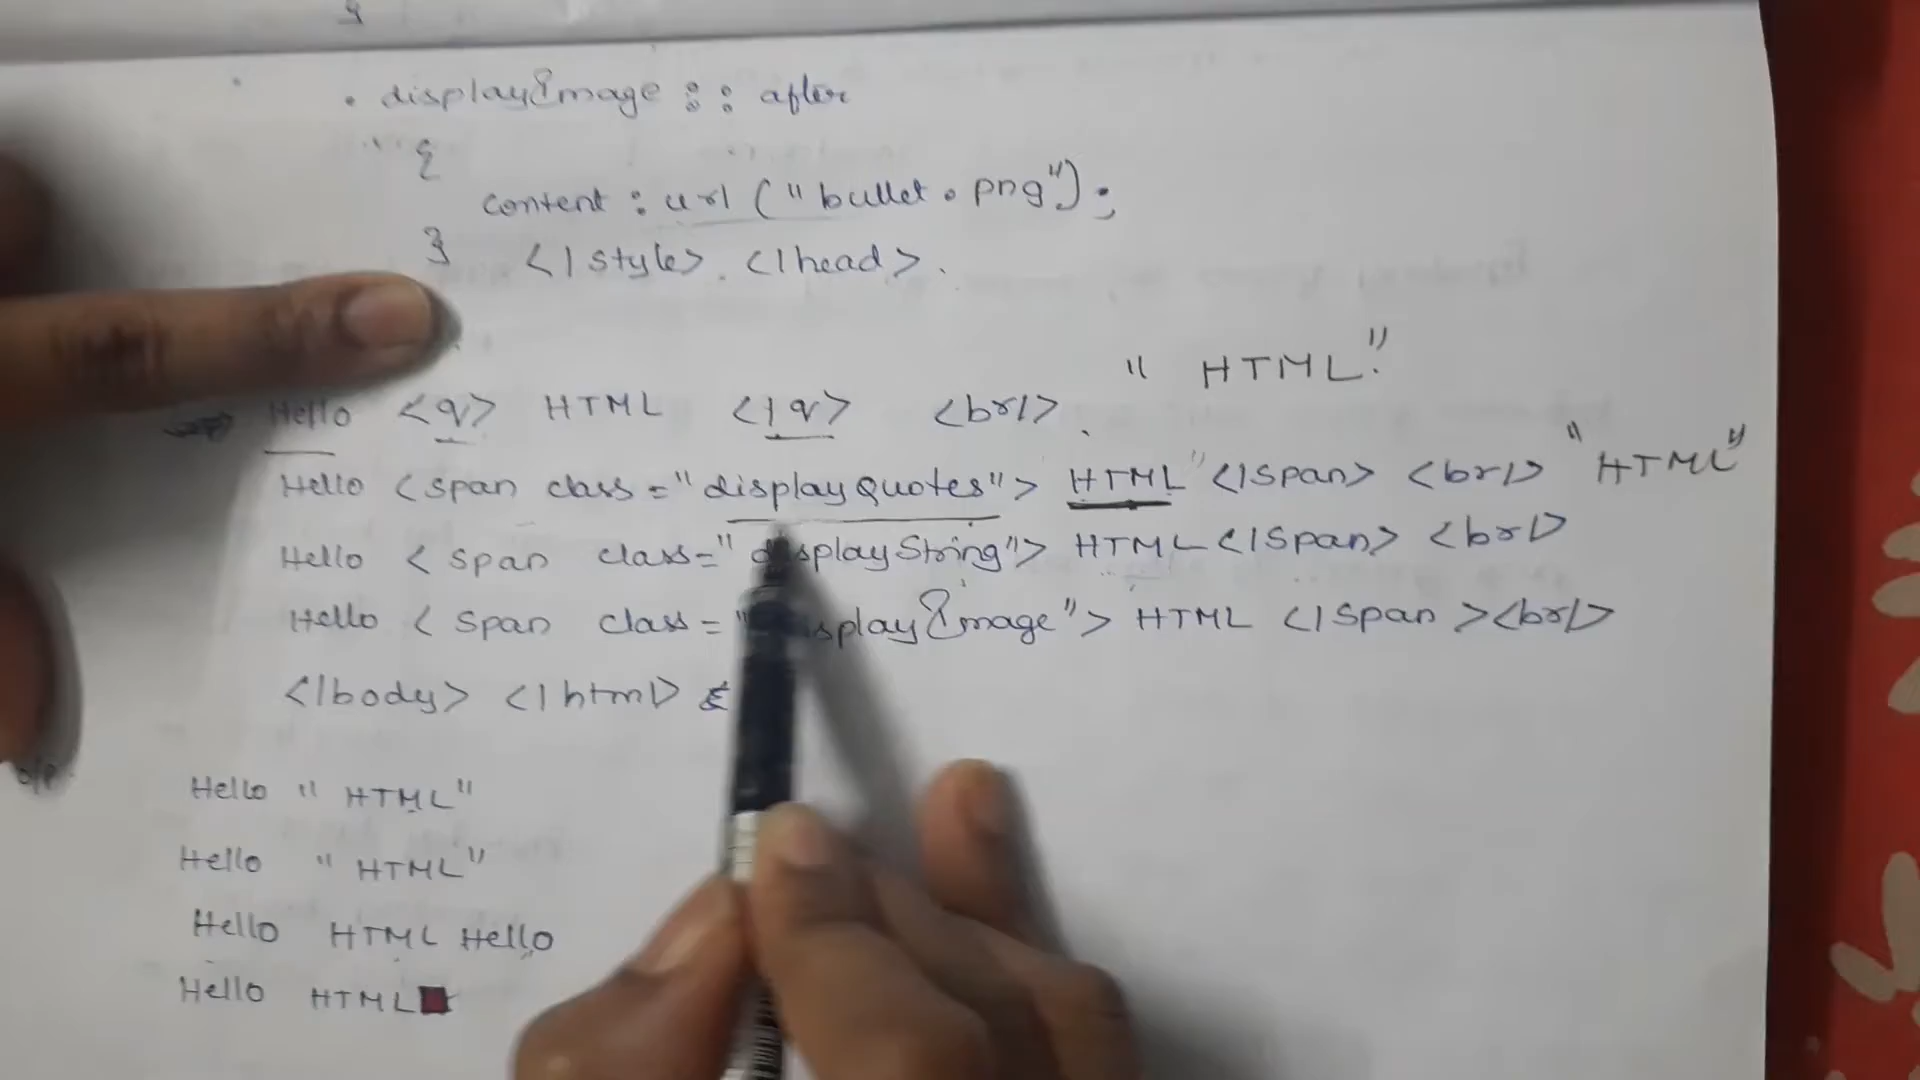 . displayImage :: after
{
content : url ("bullet.png");
} </style>. </head>.
" HTML."
Hello <q> HTML </q> <br/>.
Hello <span class="displayQuotes"> HTML" </span> <br/> "HTML"
Hello <span class="displayString"> HTML </span> <br/>
Hello <span class="displayImage"> HTML </span><br/>
</body> </html>
o/p.
Hello "HTML"
Hello "HTML"
Hello HTML Hello
Hello HTML